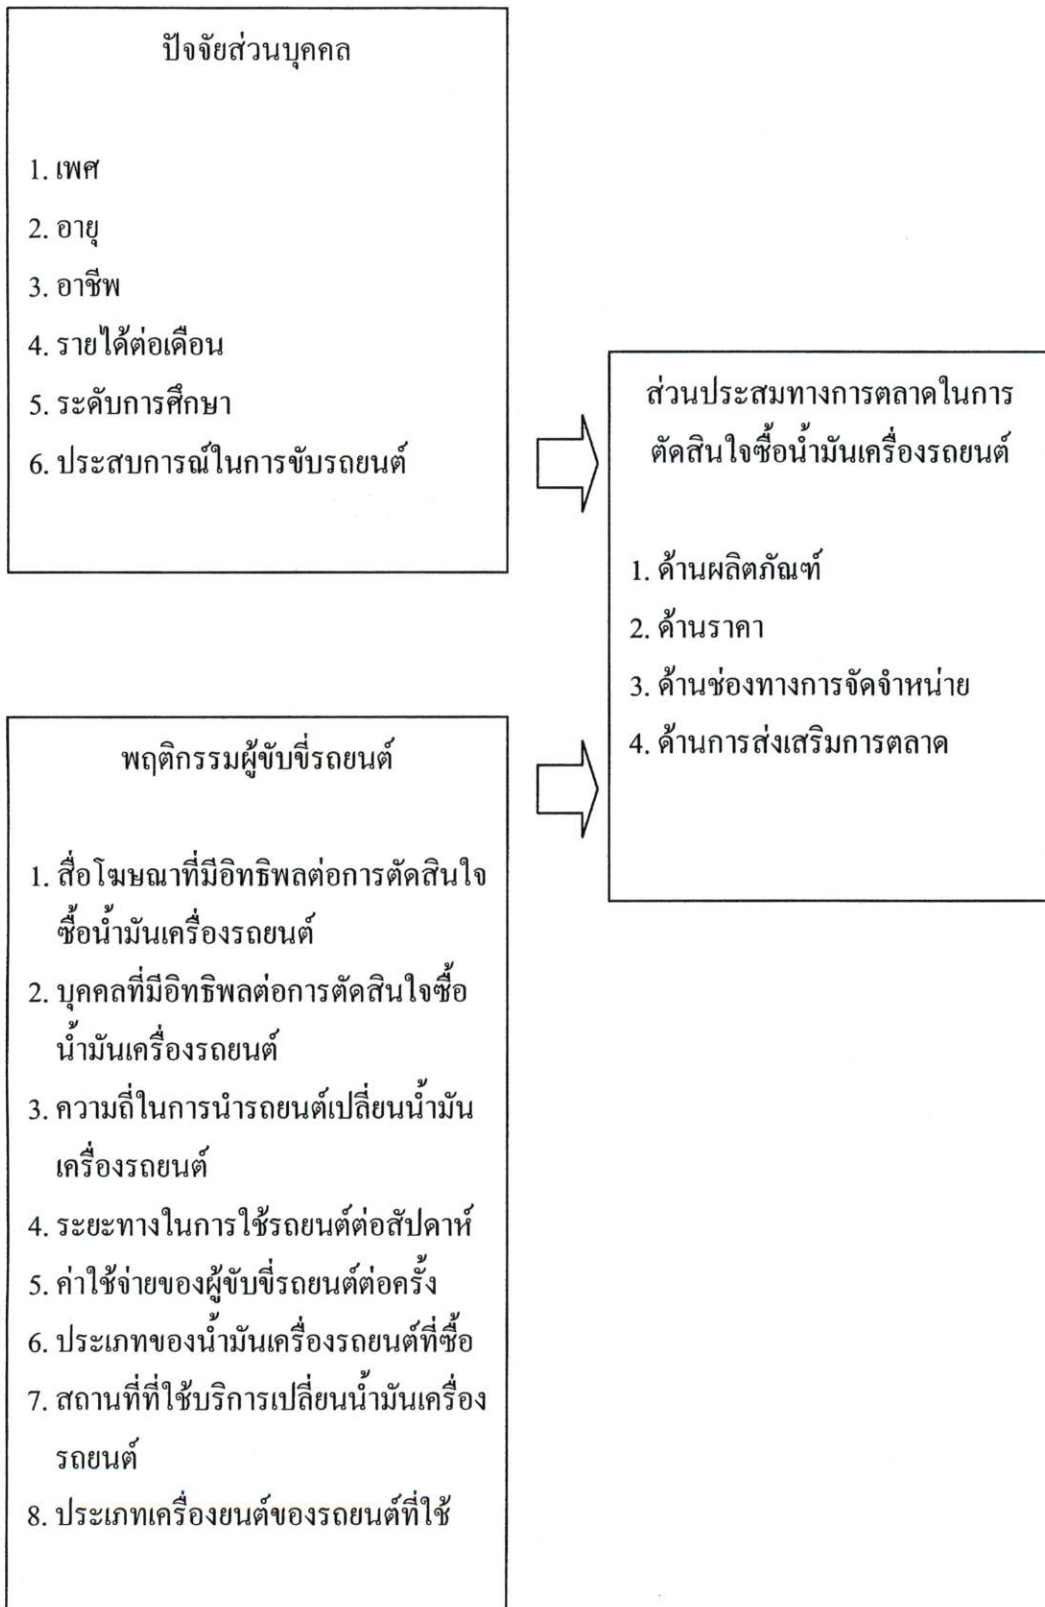 ปัจจัยส่วนบุคคล
1. เพศ
2. อายุ
3. อาชีพ
4. รายได้ต่อเดือน
5. ระดับการศึกษา
6. ประสบการณ์ในการขับรถยนต์
ส่วนประสมทางการตลาดในการ
ตัดสินใจซื้อน้ำมันเครื่องรถยนต์
1. ด้านผลิตภัณฑ์
2. ด้านราคา
3. ด้านช่องทางการจัดจำหน่าย
4. ด้านการส่งเสริมการตลาด
พฤติกรรมผู้ขับขี่รถยนต์
1. สื่อโฆษณาที่มีอิทธิพลต่อการตัดสินใจ
ซื้อน้ำมันเครื่องรถยนต์
2. บุคคลที่มีอิทธิพลต่อการตัดสินใจซื้อ
น้ำมันเครื่องรถยนต์
3. ความถี่ในการนำรถยนต์เปลี่ยนน้ำมัน
เครื่องรถยนต์
4. ระยะทางในการใช้รถยนต์ต่อสัปดาห์
5. ค่าใช้จ่ายของผู้ขับขี่รถยนต์ต่อครั้ง
6. ประเภทของน้ำมันเครื่องรถยนต์ที่ซื้อ
7. สถานที่ที่ใช้บริการเปลี่ยนน้ำมันเครื่อง
รถยนต์
8. ประเภทเครื่องยนต์ของรถยนต์ที่ใช้